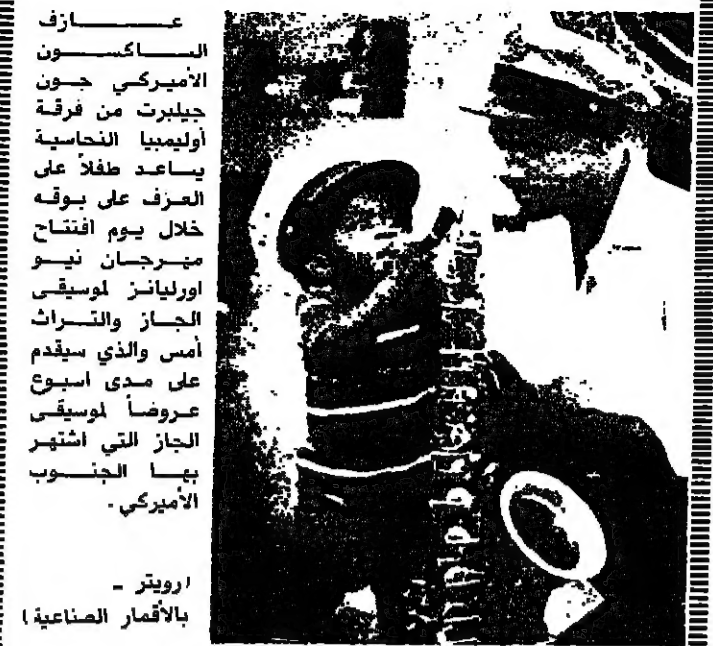 عازف
الساكسون
الأميركي جون
جيلبرت من فرقة
أوليمبيا النحاسية
يساعد طفلاً على
العزف على بوقه
خلال يوم افتتاح
مهرجان نيو
اورليانز لموسيقى
الجاز والتراث
أمس والذي سيقدم
على مدى اسبوع
عروضاً لموسيقى
الجاز التي اشتهر
بها الجنوب
الأميركي.
(رويتر -
بالأقمار الصناعية)